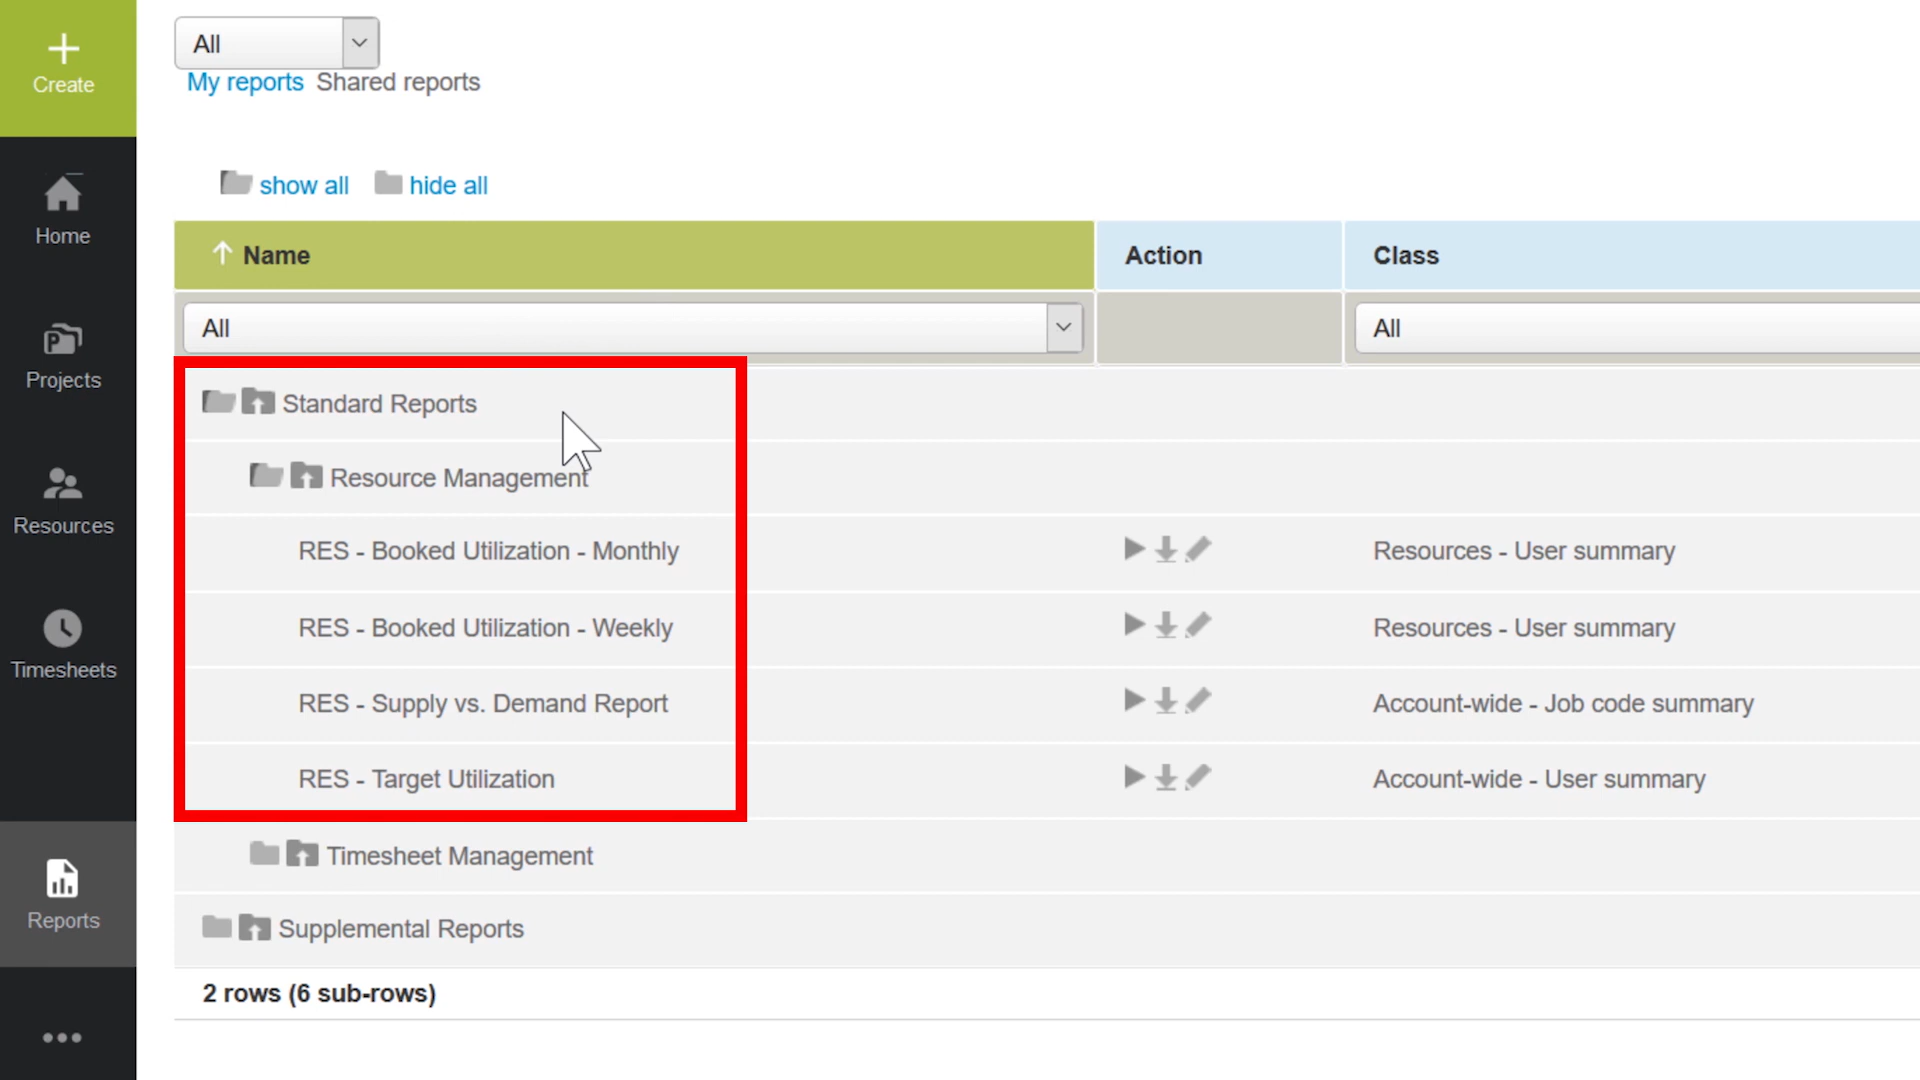 Create
Home
Projects
Resources
Timesheets
Reports
All
My reports Shared reports
show all hide all
Name Action Class
All All
Standard Reports
Resource Management
RES - Booked Utilization - Monthly Resources - User summary
RES - Booked Utilization - Weekly Resources - User summary
RES - Supply vs. Demand Report Account-wide - Job code summary
RES - Target Utilization Account-wide - User summary
Timesheet Management
Supplemental Reports
2 rows (6 sub-rows)